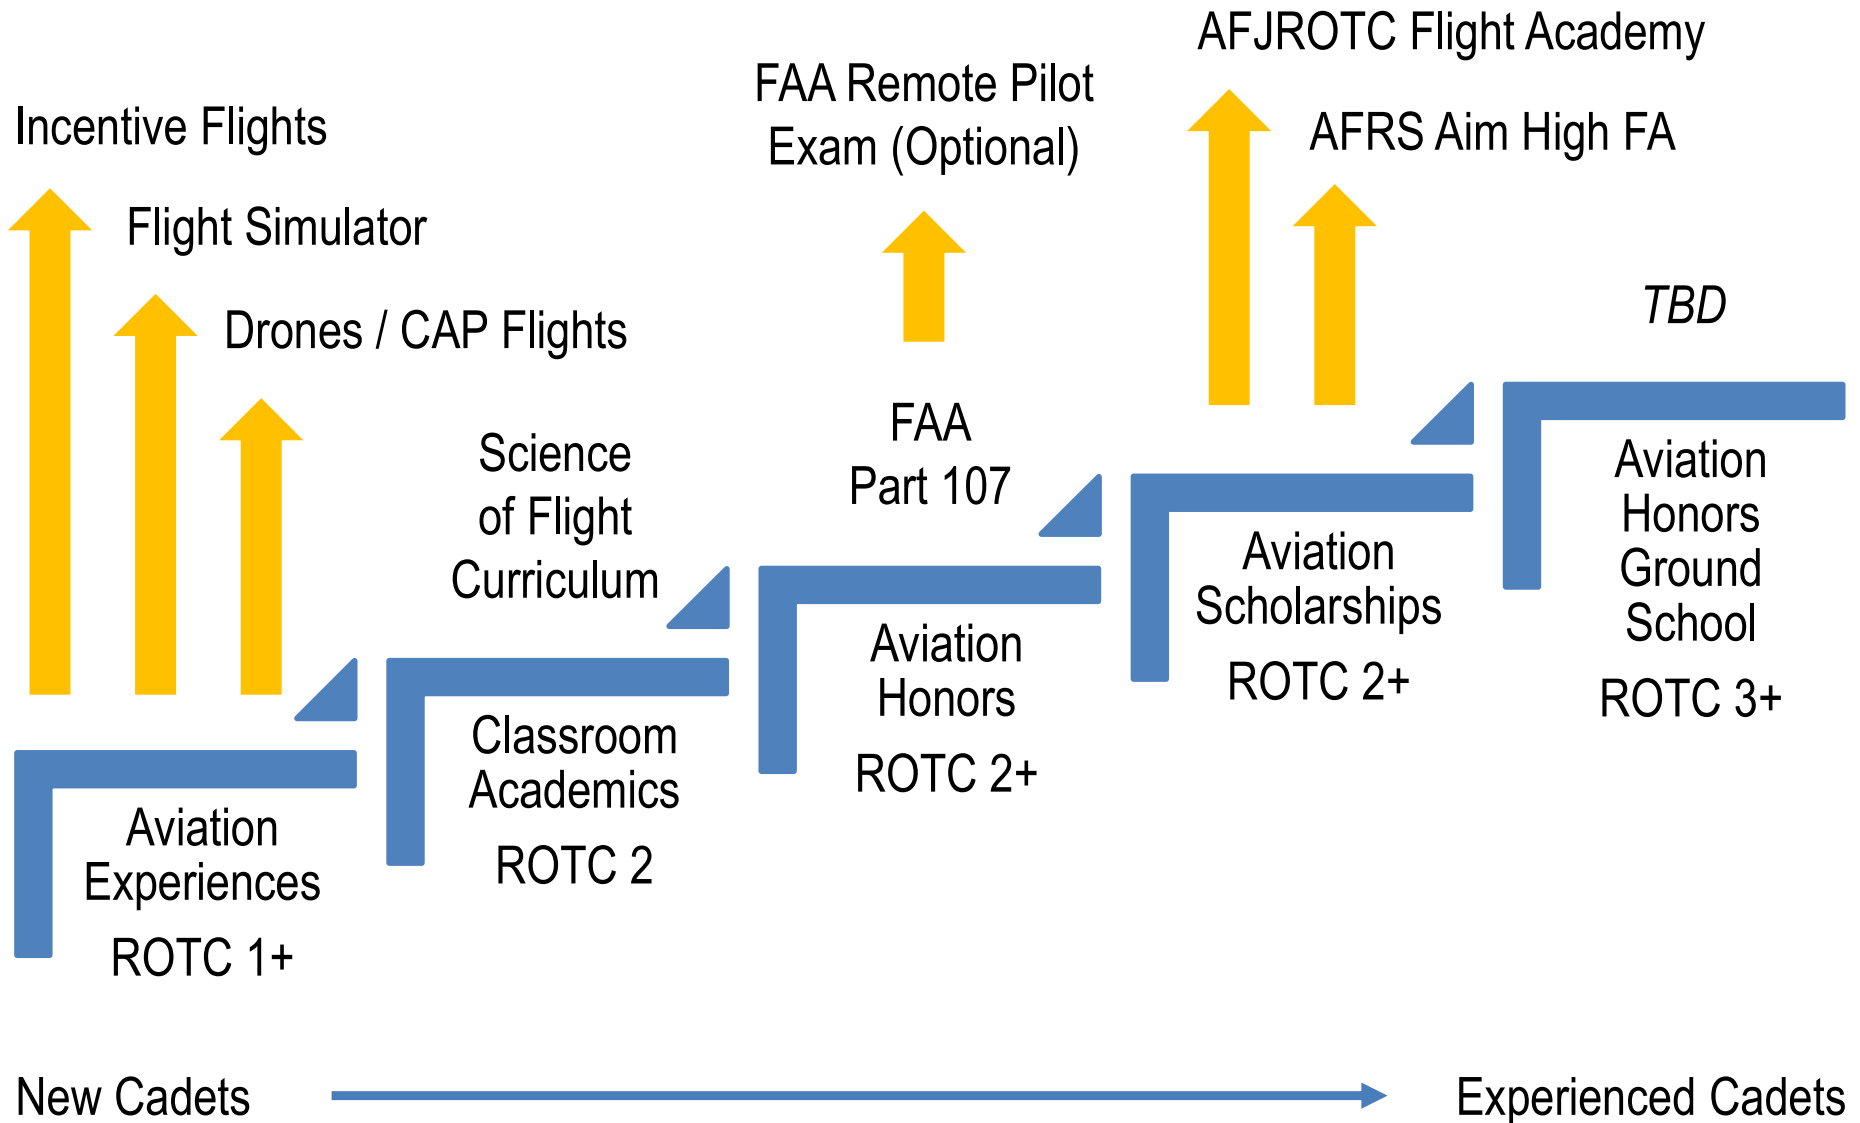 Incentive Flights
Flight Simulator
Drones / CAP Flights
Aviation
Experiences
ROTC 1+
Science
of Flight
Curriculum
Classroom
Academics
ROTC 2
FAA Remote Pilot
Exam (Optional)
FAA
Part 107
Aviation
Honors
ROTC 2+
AFJROTC Flight Academy
AFRS Aim High FA
Aviation
Scholarships
ROTC 2+
TBD
Aviation
Honors
Ground
School
ROTC 3+
New Cadets
Experienced Cadets